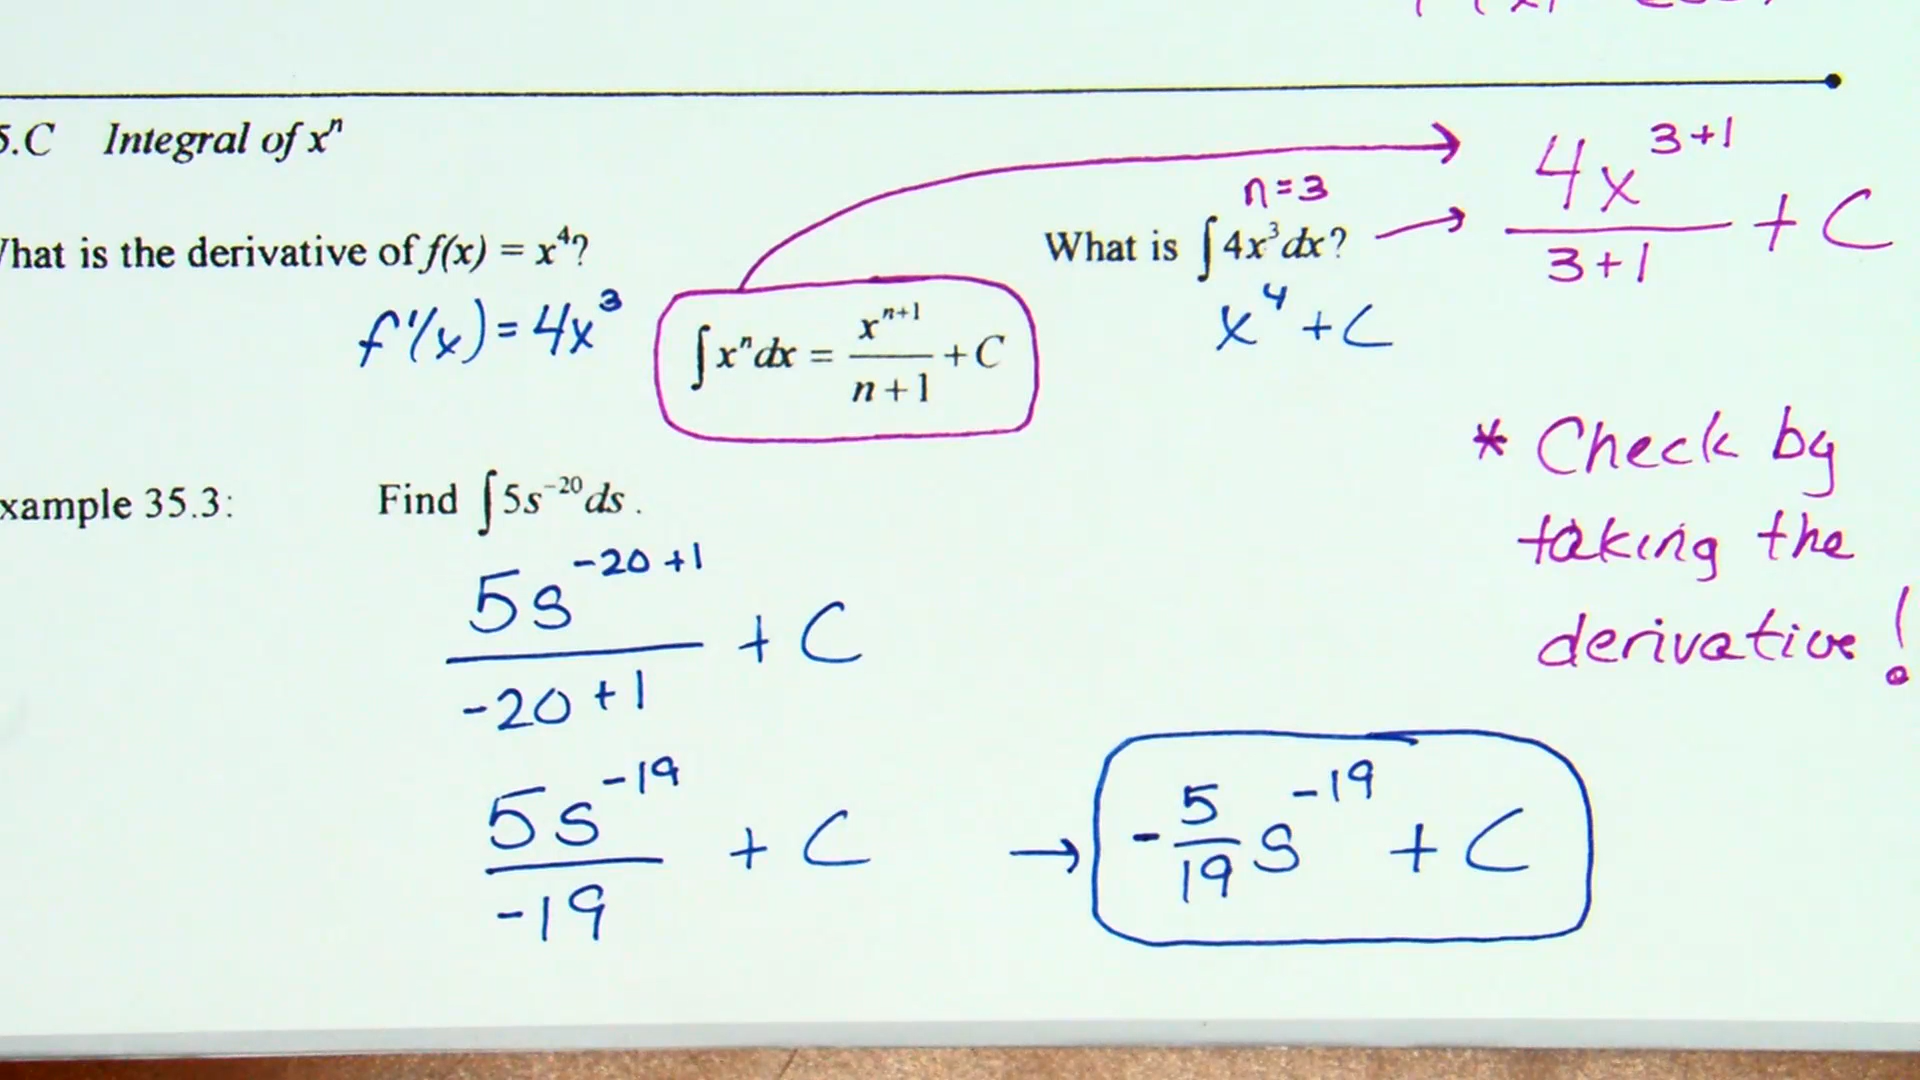 5.C Integral of xⁿ
n=3
4x³⁺¹ / 3+1 + C
What is the derivative of f(x) = x⁴?
What is ∫4x³dx?
f'(x) = 4x³
∫xⁿdx = xⁿ⁺¹ / n+1 + C
x⁴ + C
* Check by
taking the
derivative!
xample 35.3: Find ∫5s⁻²⁰ds.
5s⁻²⁰⁺¹ / -20+1 + C
5s⁻¹⁹ / -19 + C → -5/19 s⁻¹⁹ + C